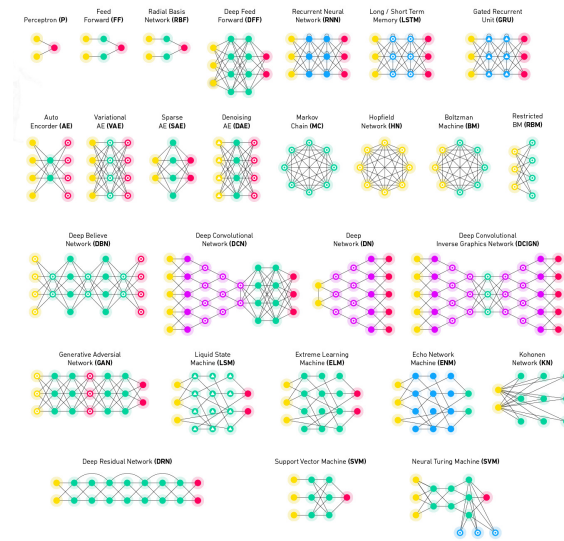 Perceptron (P)
Feed
Forward (FF)
Radial Basis
Network (RBF)
Deep Feed
Forward (DFF)
Recurrent Neural
Network (RNN)
Long / Short Term
Memory (LSTM)
Gated Recurrent
Unit (GRU)
Auto
Encorder (AE)
Variational
AE (VAE)
Sparse
AE (SAE)
Denoising
AE (DAE)
Markov
Chain (MC)
Hopfield
Network (HN)
Boltzman
Machine (BM)
Restricted
BM (RBM)
Deep Believe
Network (DBN)
Deep Convolutional
Network (DCN)
Deep
Network (DN)
Deep Convolutional
Inverse Graphics Network (DCIGN)
Generative Adversal
Network (GAN)
Liquid State
Machine (LSM)
Extreme Learning
Machine (ELM)
Echo Network
Machine (ENM)
Kohonen
Network (KN)
Deep Residual Network (DRN)
Support Vector Machine (SVM)
Neural Turing Machine (SVM)